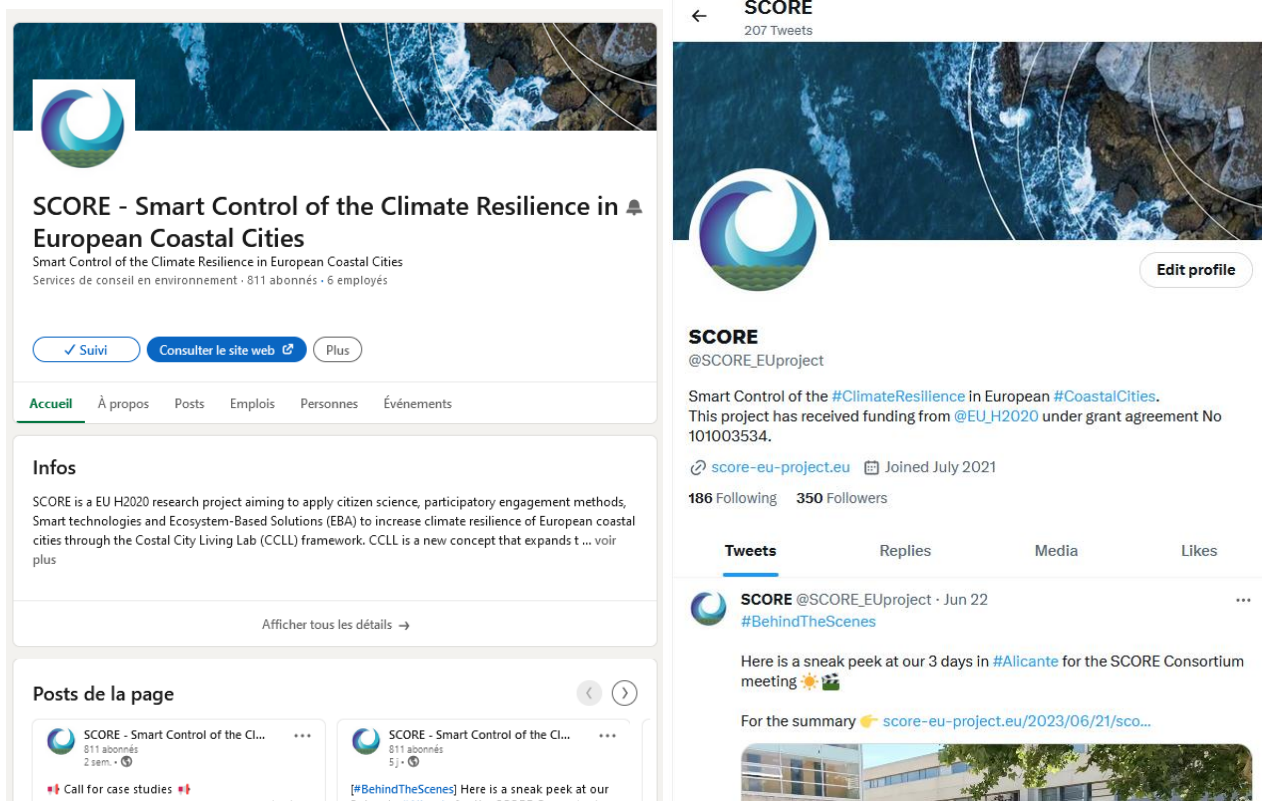 SCORE - Smart Control of the Climate Resilience in
European Coastal Cities
Smart Control of the Climate Resilience in European Coastal Cities
Services de conseil en environnement · 811 abonnés · 6 employés
✓ Suivi
Consulter le site web
Plus
Accueil
À propos
Posts
Emplois
Personnes
Événements
Infos
SCORE is a EU H2020 research project aiming to apply citizen science, participatory engagement methods,
Smart technologies and Ecosystem-Based Solutions (EBA) to increase climate resilience of European coastal
cities through the Costal City Living Lab (CCLL) framework. CCLL is a new concept that expands t ... voir
plus
Afficher tous les détails →
Posts de la page
SCORE - Smart Control of the Cl...
811 abonnés
2 sem. •
Call for case studies
SCORE - Smart Control of the Cl...
811 abonnés
5 j •
[#BehindTheScenes] Here is a sneak peek at our
SCORE
207 Tweets
Edit profile
SCORE
@SCORE_EUproject
Smart Control of the #ClimateResilience in European #CoastalCities.
This project has received funding from @EU_H2020 under grant agreement No
101003534.
score-eu-project.eu Joined July 2021
186 Following 350 Followers
Tweets
Replies
Media
Likes
SCORE @SCORE_EUproject · Jun 22
#BehindTheScenes
Here is a sneak peek at our 3 days in #Alicante for the SCORE Consortium
meeting ☀️🎬
For the summary 👉 score-eu-project.eu/2023/06/21/sco...